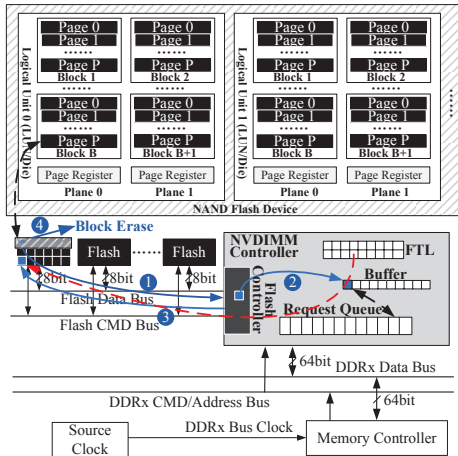 Page 0
Page 1
......
Page P
Block 1
......
Page 0
Page 1
......
Page P
Block 2
......
Page 0
Page 1
......
Page P
Block B
Page 0
Page 1
......
Page P
Block B+1
Page Register
Page Register
Plane 0
Plane 1
Logical Unit 0 (LUN/Die)
Page 0
Page 1
......
Page P
Block 1
......
Page 0
Page 1
......
Page P
Block 2
......
Page 0
Page 1
......
Page P
Block B
Page 0
Page 1
......
Page P
Block B+1
Page Register
Page Register
Plane 0
Plane 1
Logical Unit 1 (LUN/Die)
......
NAND Flash Device
4
Block Erase
Flash
......
Flash
8bit
8bit
8bit
1
Flash Data Bus
3
Flash CMD Bus
NVDIMM
Controller
FTL
2
Buffer
Flash
Controller
Request Queue
64bit
DDRx Data Bus
DDRx CMD/Address Bus
64bit
DDRx Bus Clock
Source
Clock
Memory Controller